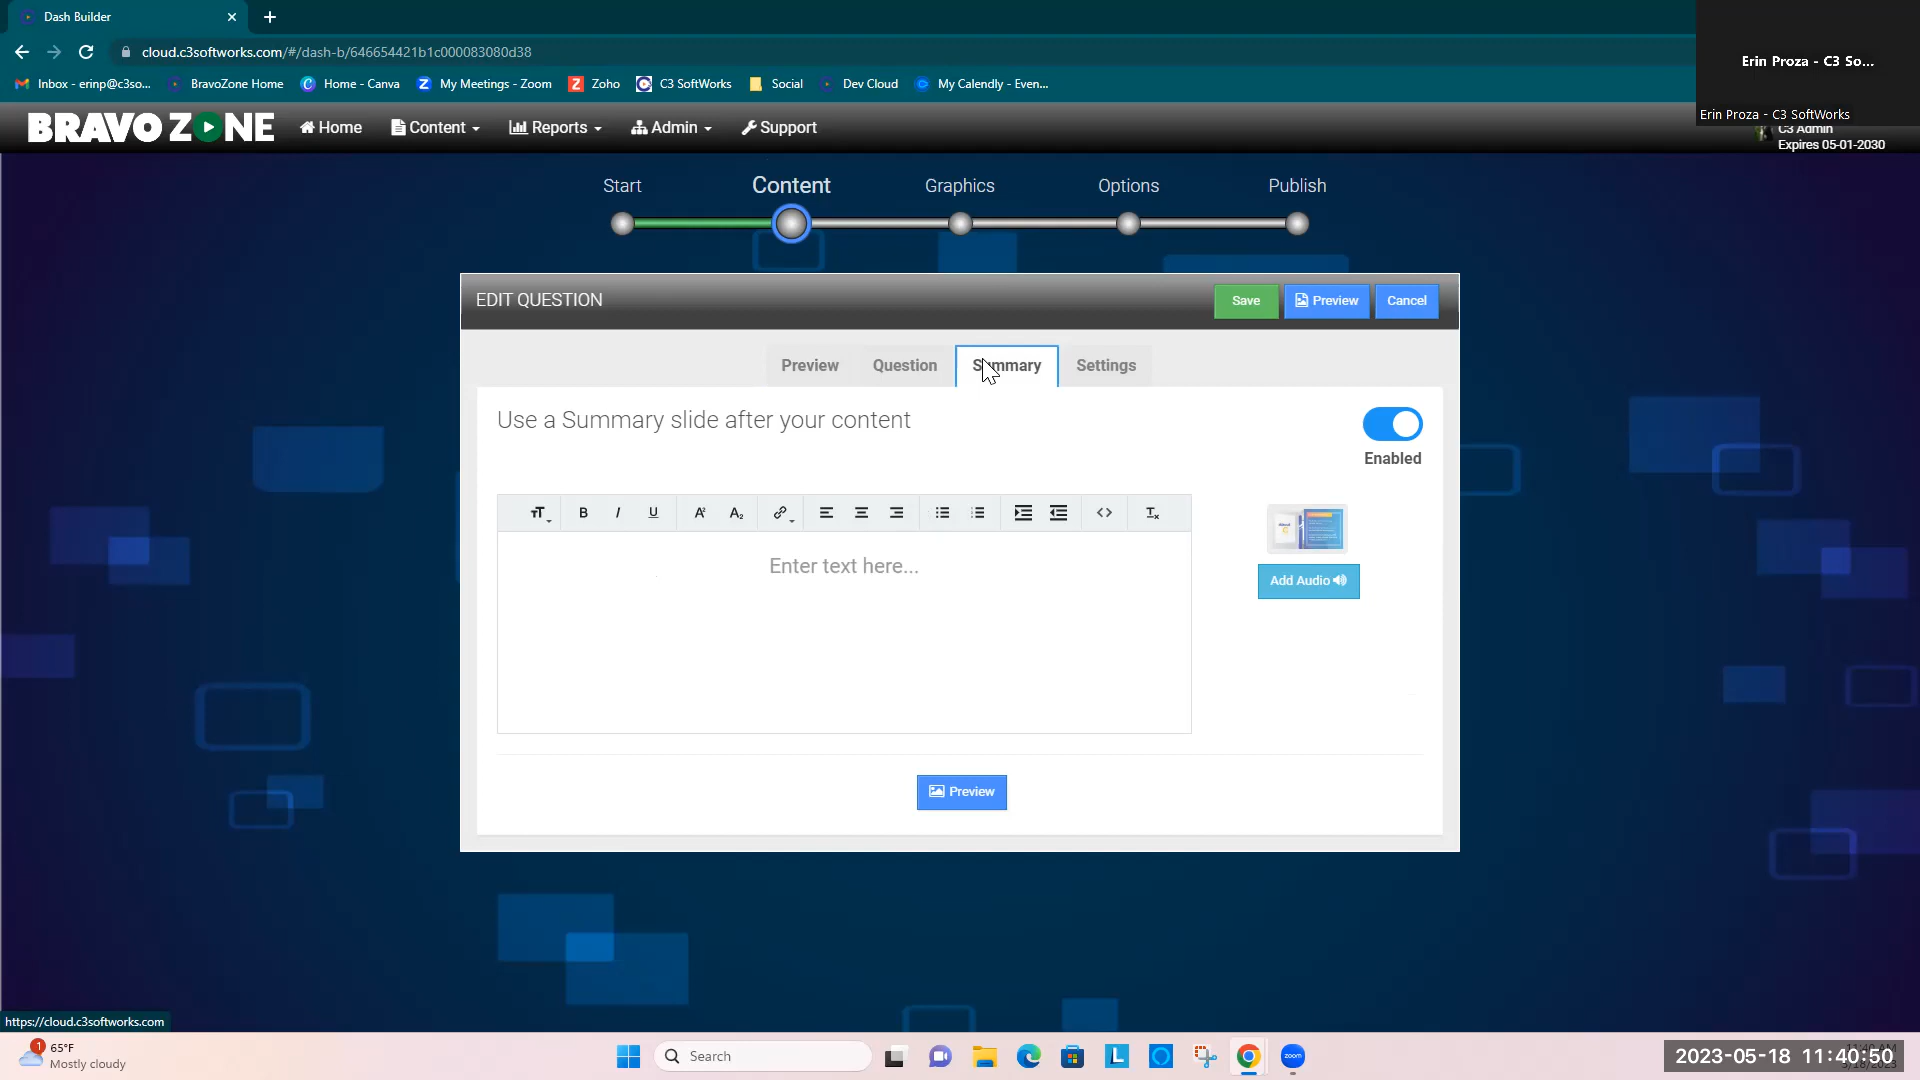 Dash Builder
cloud.c3softworks.com/#/dash-b/646654421b1c000083080d38
Inbox - erinp@c3so...
BravoZone Home
Home - Canva
My Meetings - Zoom
Zoho
C3 SoftWorks
Social
Dev Cloud
My Calendly - Even...
Erin Proza - C3 So...
Erin Proza - C3 SoftWorks
BRAVO ZONE
Home
Content
Reports
Admin
Support
C3 Admin
Expires 05-01-2030
Start
Content
Graphics
Options
Publish
EDIT QUESTION
Save
Preview
Cancel
Preview
Question
Summary
Settings
Use a Summary slide after your content
Enabled
Enter text here...
Add Audio
Preview
https://cloud.c3softworks.com
1
65°F
Mostly cloudy
Search
zoom
2023-05-18 11:40:50